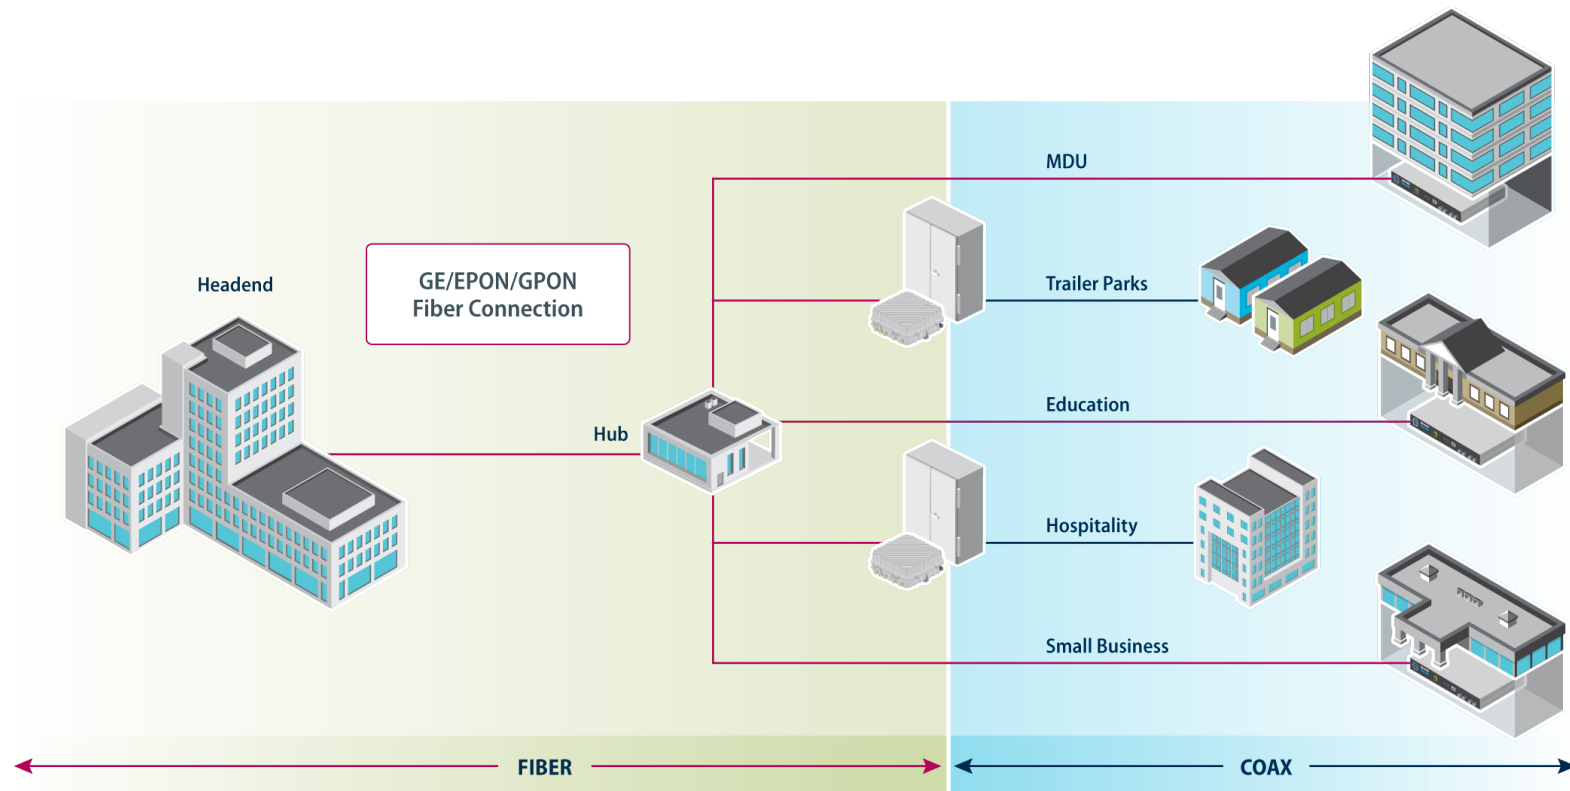 MDU
Headend
GE/EPON/GPON
Fiber Connection
Trailer Parks
Education
Hub
Hospitality
Small Business
FIBER
COAX